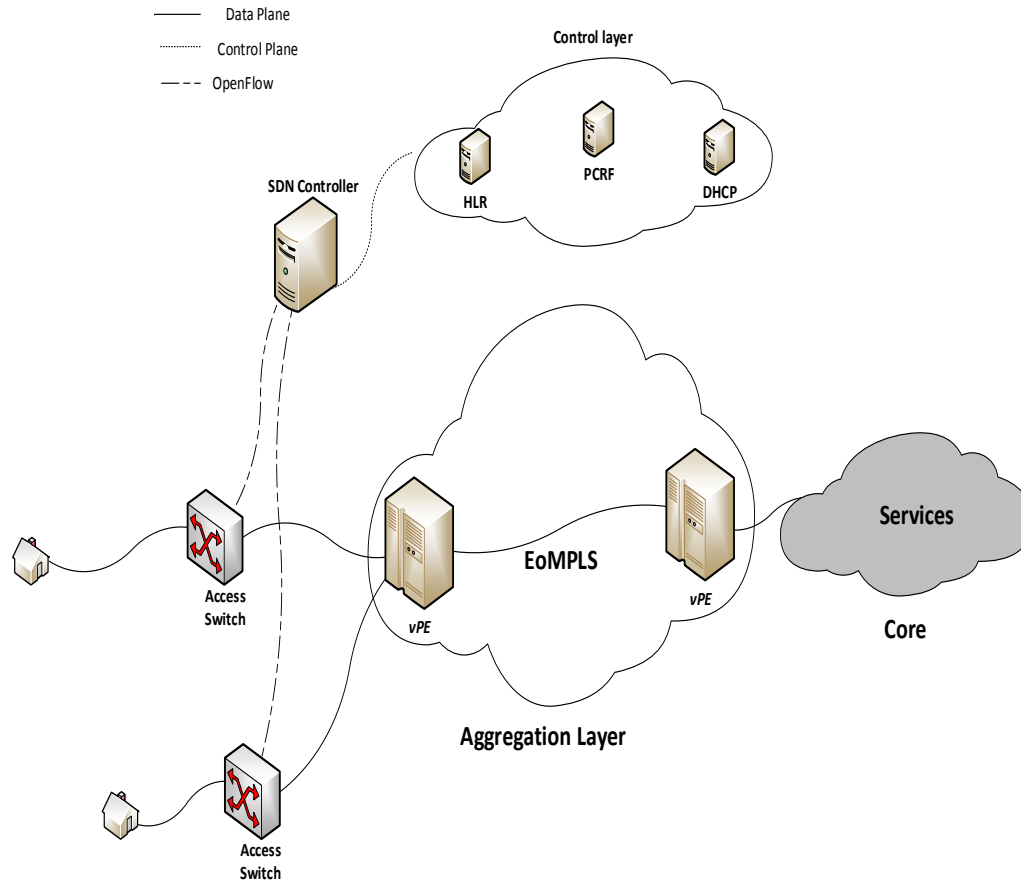 Data Plane
Control Plane
OpenFlow
Control layer
HLR
PCRF
DHCP
SDN Controller
Access
Switch
vPE
EoMPLS
vPE
Services
Core
Aggregation Layer
Access
Switch